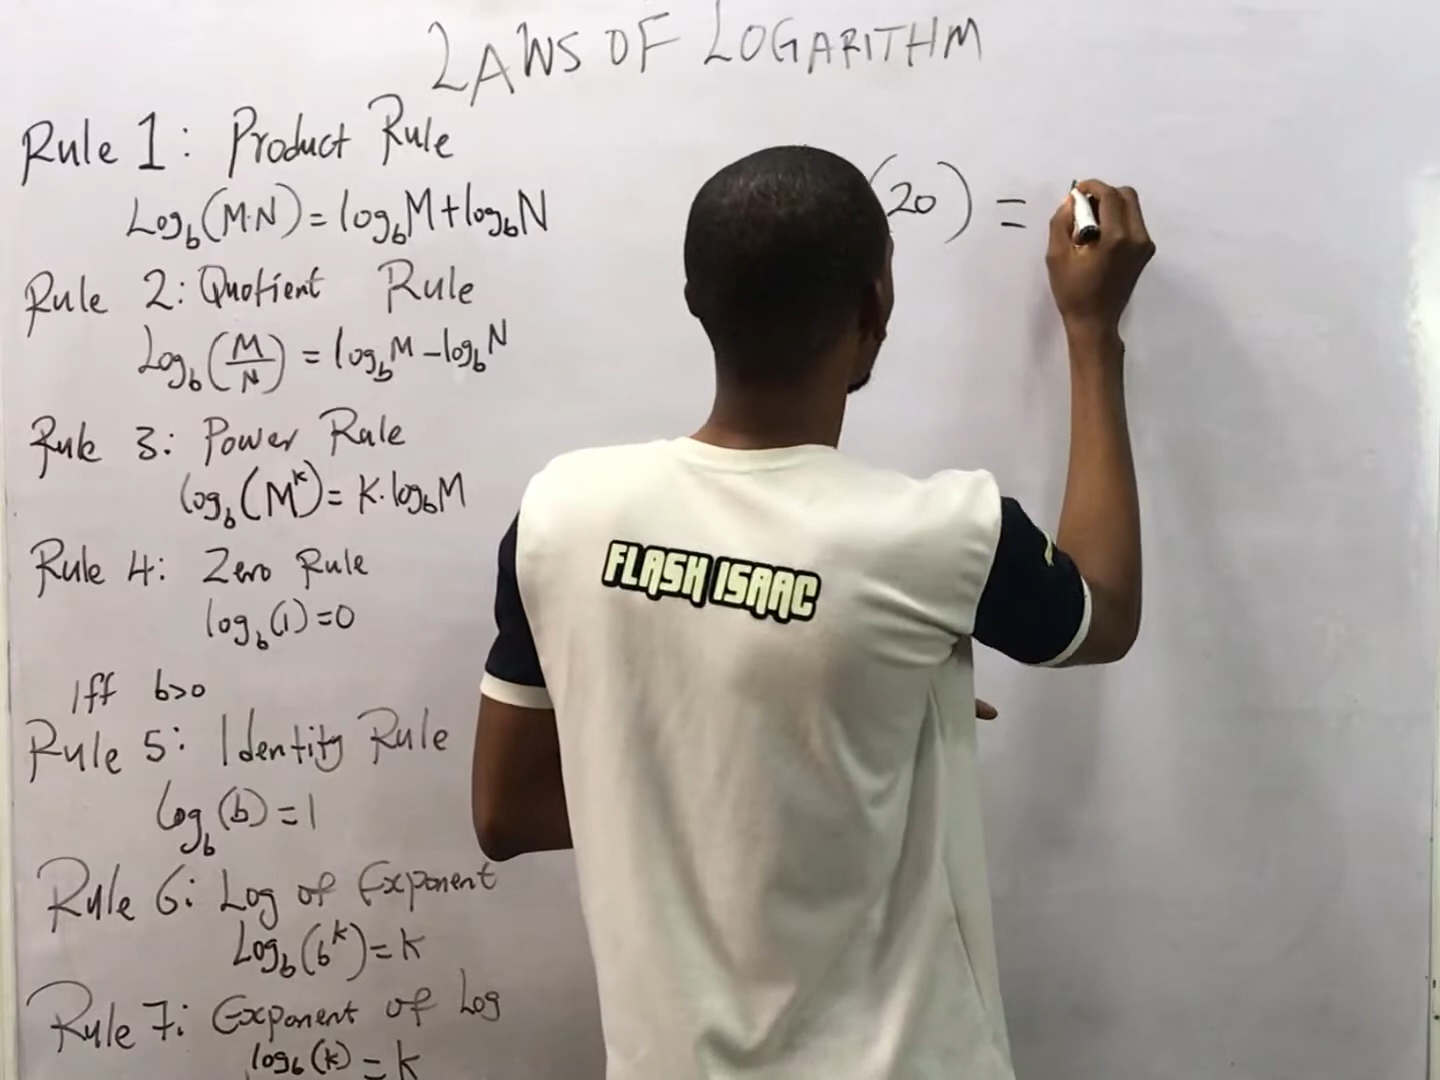 LAWS OF LOGARITHM
Rule 1: Product Rule
Log_b(M·N) = log_b M + log_b N
Rule 2: Quotient Rule
Log_b(M/N) = log_b M - log_b N
Rule 3: Power Rule
log_b(M^k) = K·log_b M
Rule 4: Zero Rule
log_b(1) = 0
Iff b>0
Rule 5: Identity Rule
Log_b(b) = 1
Rule 6: Log of Exponent
Log_b(b^k) = K
Rule 7: Exponent of Log
log_b(k) = k
(20) =
FLASH ISAAC